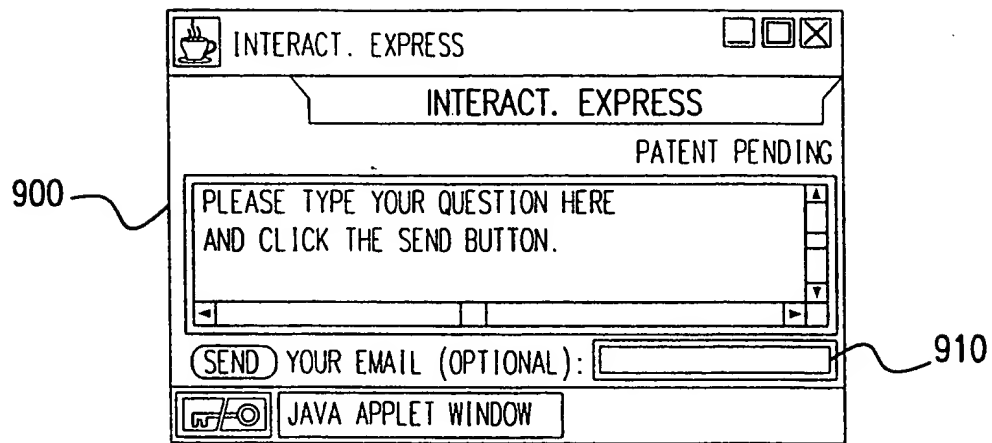 INTERACT. EXPRESS
INTERACT. EXPRESS
PATENT PENDING
900
PLEASE TYPE YOUR QUESTION HERE
AND CLICK THE SEND BUTTON.
SEND YOUR EMAIL (OPTIONAL):
910
JAVA APPLET WINDOW